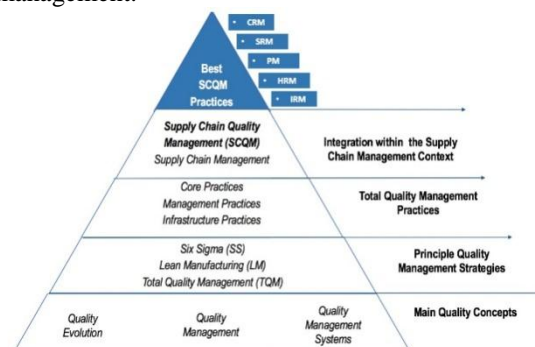 management.
• CRM
• SRM
• PM
• HRM
• IRM
Best
SCQM
Practices
Supply Chain Quality
Management (SCQM)
Supply Chain Management
Integration within the Supply
Chain Management Context
Core Practices
Management Practices
Infrastructure Practices
Total Quality Management
Practices
Six Sigma (SS)
Lean Manufacturing (LM)
Total Quality Management (TQM)
Principle Quality
Management Strategies
Quality
Evolution
Quality
Management
Quality
Management
Systems
Main Quality Concepts